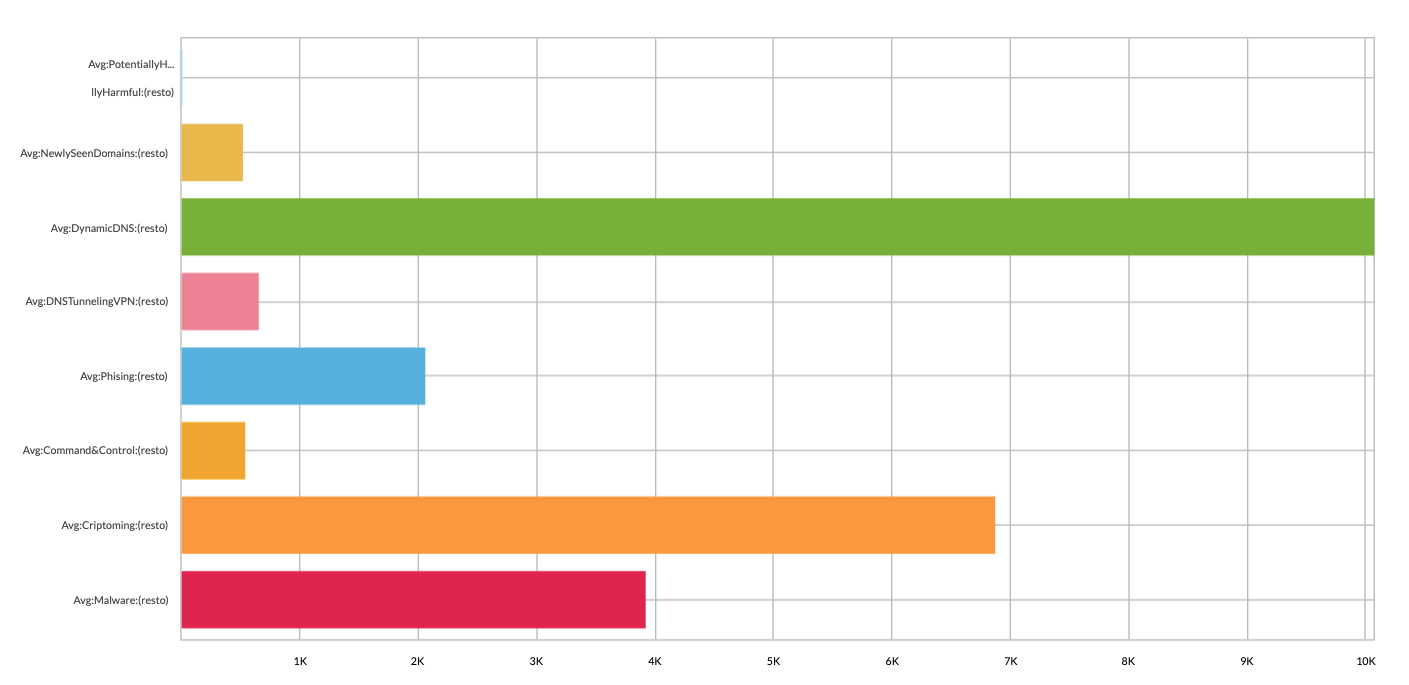 Avg:PotentiallyH...
llyHarmful:(resto)
Avg:NewlySeenDomains:(resto)
Avg:DynamicDNS:(resto)
Avg:DNSTunnelingVPN:(resto)
Avg:Phising:(resto)
Avg:Command&Control:(resto)
Avg:Criptoming:(resto)
Avg:Malware:(resto)
1K 2K 3K 4K 5K 6K 7K 8K 9K 10K